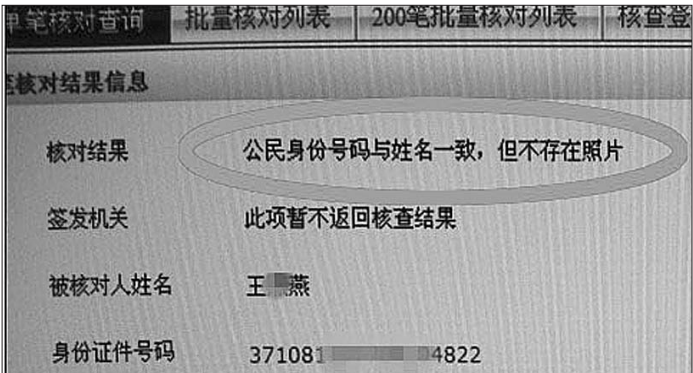 单笔核对查询 批量核对列表 200笔批量核对列表 核查登
核对结果信息
核对结果 公民身份号码与姓名一致，但不存在照片
签发机关 此项暂不返回核查结果
被核对人姓名 王 燕
身份证件号码 371081 4822